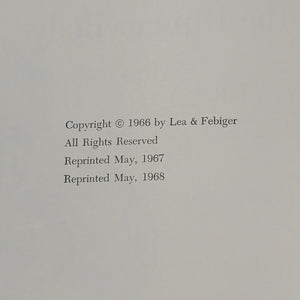 Copyright © 1966 by Lea & Febiger
All Rights Reserved
Reprinted May, 1967
Reprinted May, 1968